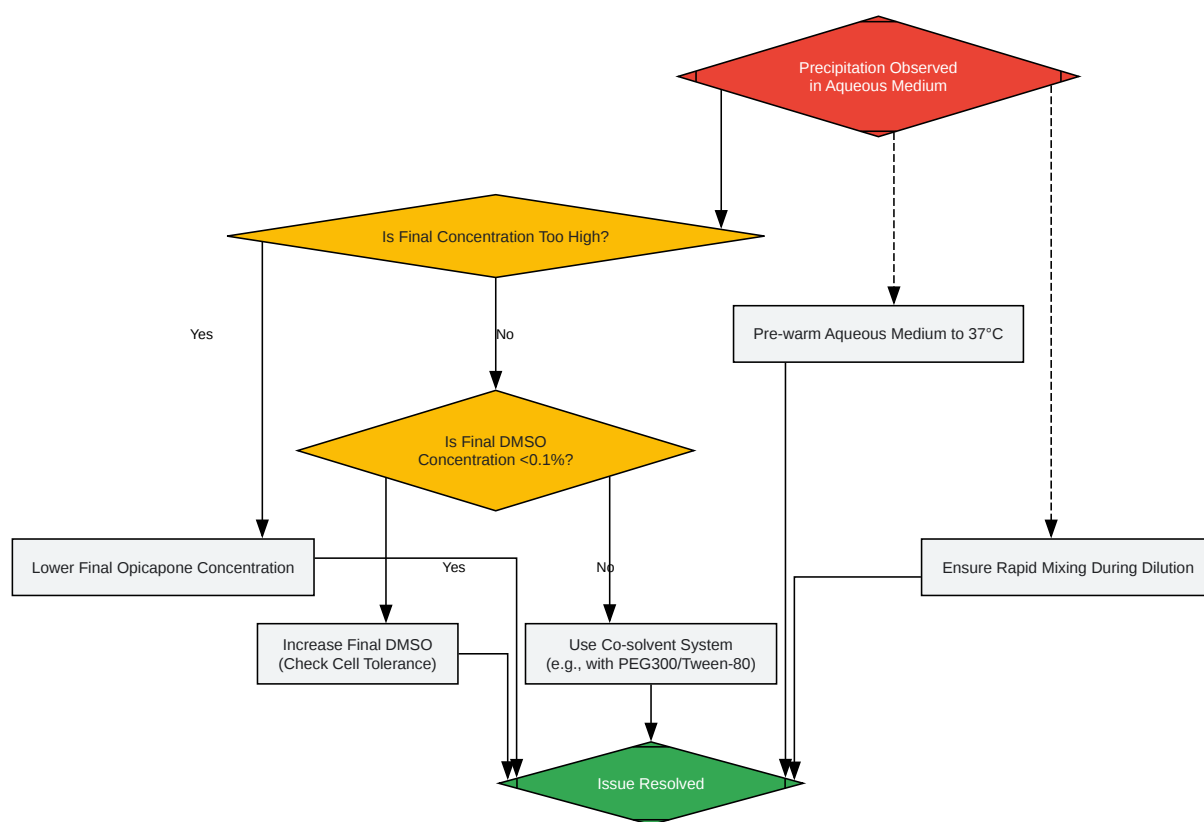 Precipitation Observed
in Aqueous Medium
Is Final Concentration Too High?
Yes
No
Pre-warm Aqueous Medium to 37°C
Is Final DMSO
Concentration <0.1%?
Lower Final Opicapone Concentration
Yes
No
Ensure Rapid Mixing During Dilution
Increase Final DMSO
(Check Cell Tolerance)
Use Co-solvent System
(e.g., with PEG300/Tween-80)
Issue Resolved